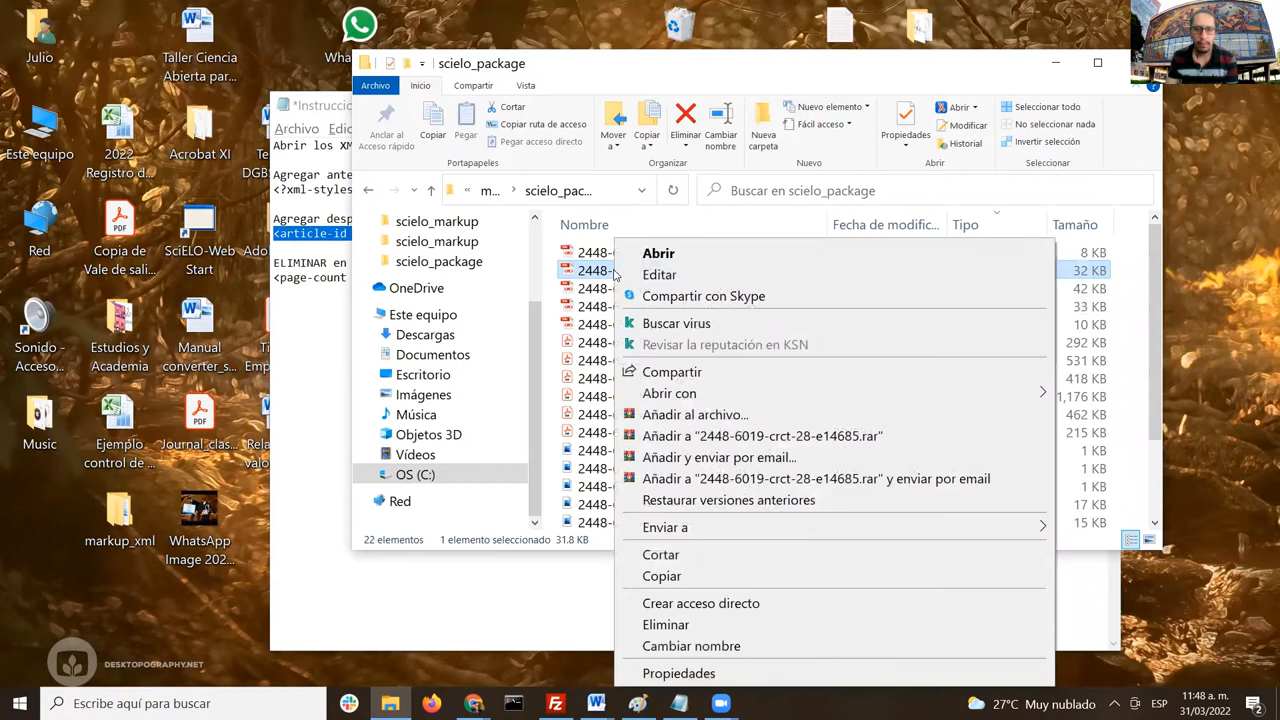 Julio
Taller Ciencia
Abierta par...
scielo_package
Archivo
Inicio
Compartir
Vista
Anclar al
Acceso rápido
Copiar
Pegar
Cortar
Copiar ruta de acceso
Pegar acceso directo
Portapapeles
Mover
a
Copiar
a
Eliminar
Cambiar
nombre
Organizar
Nueva
carpeta
Nuevo elemento
Fácil acceso
Nuevo
Propiedades
Abrir
Modificar
Historial
Abrir
Seleccionar todo
No seleccionar nada
Invertir selección
Seleccionar
m...
scielo_pac...
Buscar en scielo_package
*Instrucci
Archivo
Abrir los XM
Agregar ante
<?xml-styles
Agregar desp
<article-id
ELIMINAR en
<page-count
Este equipo
2022
Registro d...
Acrobat XI
Red
Copia de
Vale de sali...
SciELO-Web
Start
Sonido -
Acceso...
Estudios y
Academia
Manual
converter_s...
Music
Ejemplo
control de ...
Journal_clas...
markup_xml
WhatsApp
Image 202...
scielo_markup
scielo_markup
scielo_package
OneDrive
Este equipo
Descargas
Documentos
Escritorio
Imágenes
Música
Objetos 3D
Vídeos
OS (C:)
Red
Nombre
Fecha de modific...
Tipo
Tamaño
2448-
8 KB
2448-
32 KB
2448-
42 KB
2448-
33 KB
2448-
10 KB
2448-
292 KB
2448-
531 KB
2448-
418 KB
2448-
1,176 KB
2448-
462 KB
2448-
215 KB
2448-
1 KB
2448-
1 KB
2448-
1 KB
2448-
17 KB
2448-
15 KB
Abrir
Editar
Compartir con Skype
Buscar virus
Revisar la reputación en KSN
Compartir
Abrir con
Añadir al archivo...
Añadir a "2448-6019-crct-28-e14685.rar"
Añadir y enviar por email...
Añadir a "2448-6019-crct-28-e14685.rar" y enviar por email
Restaurar versiones anteriores
Enviar a
Cortar
Copiar
Crear acceso directo
Eliminar
Cambiar nombre
Propiedades
22 elementos
1 elemento seleccionado
31.8 KB
DESKTOPOGRAPHY.NET
Escribe aquí para buscar
27°C Muy nublado
ESP
11:48 a. m.
31/03/2022
2